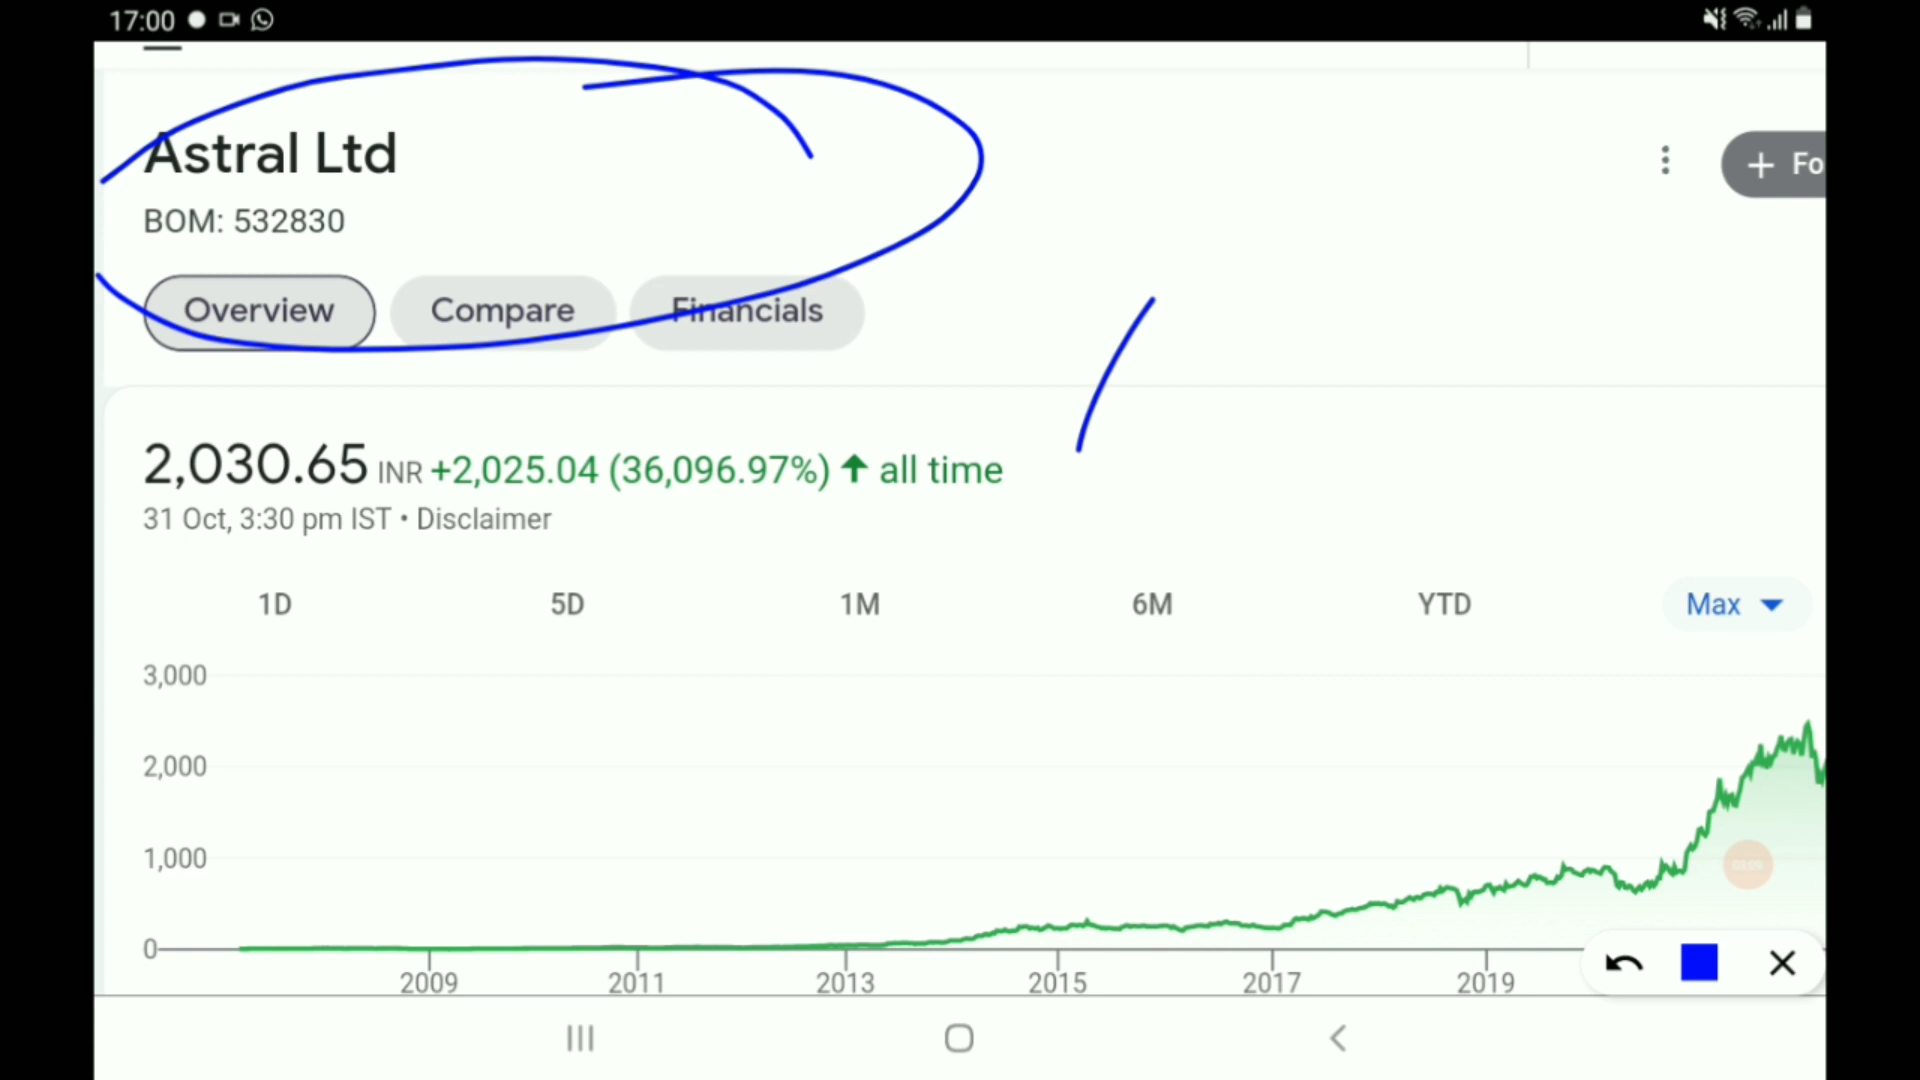 17:00
Astral Ltd
+ Fo
BOM: 532830
Overview Compare Financials
2,030.65 INR +2,025.04 (36,096.97%) ↑ all time
31 Oct, 3:30 pm IST • Disclaimer
1D 5D 1M 6M YTD Max
3,000
2,000
1,000
0
2009 2011 2013 2015 2017 2019